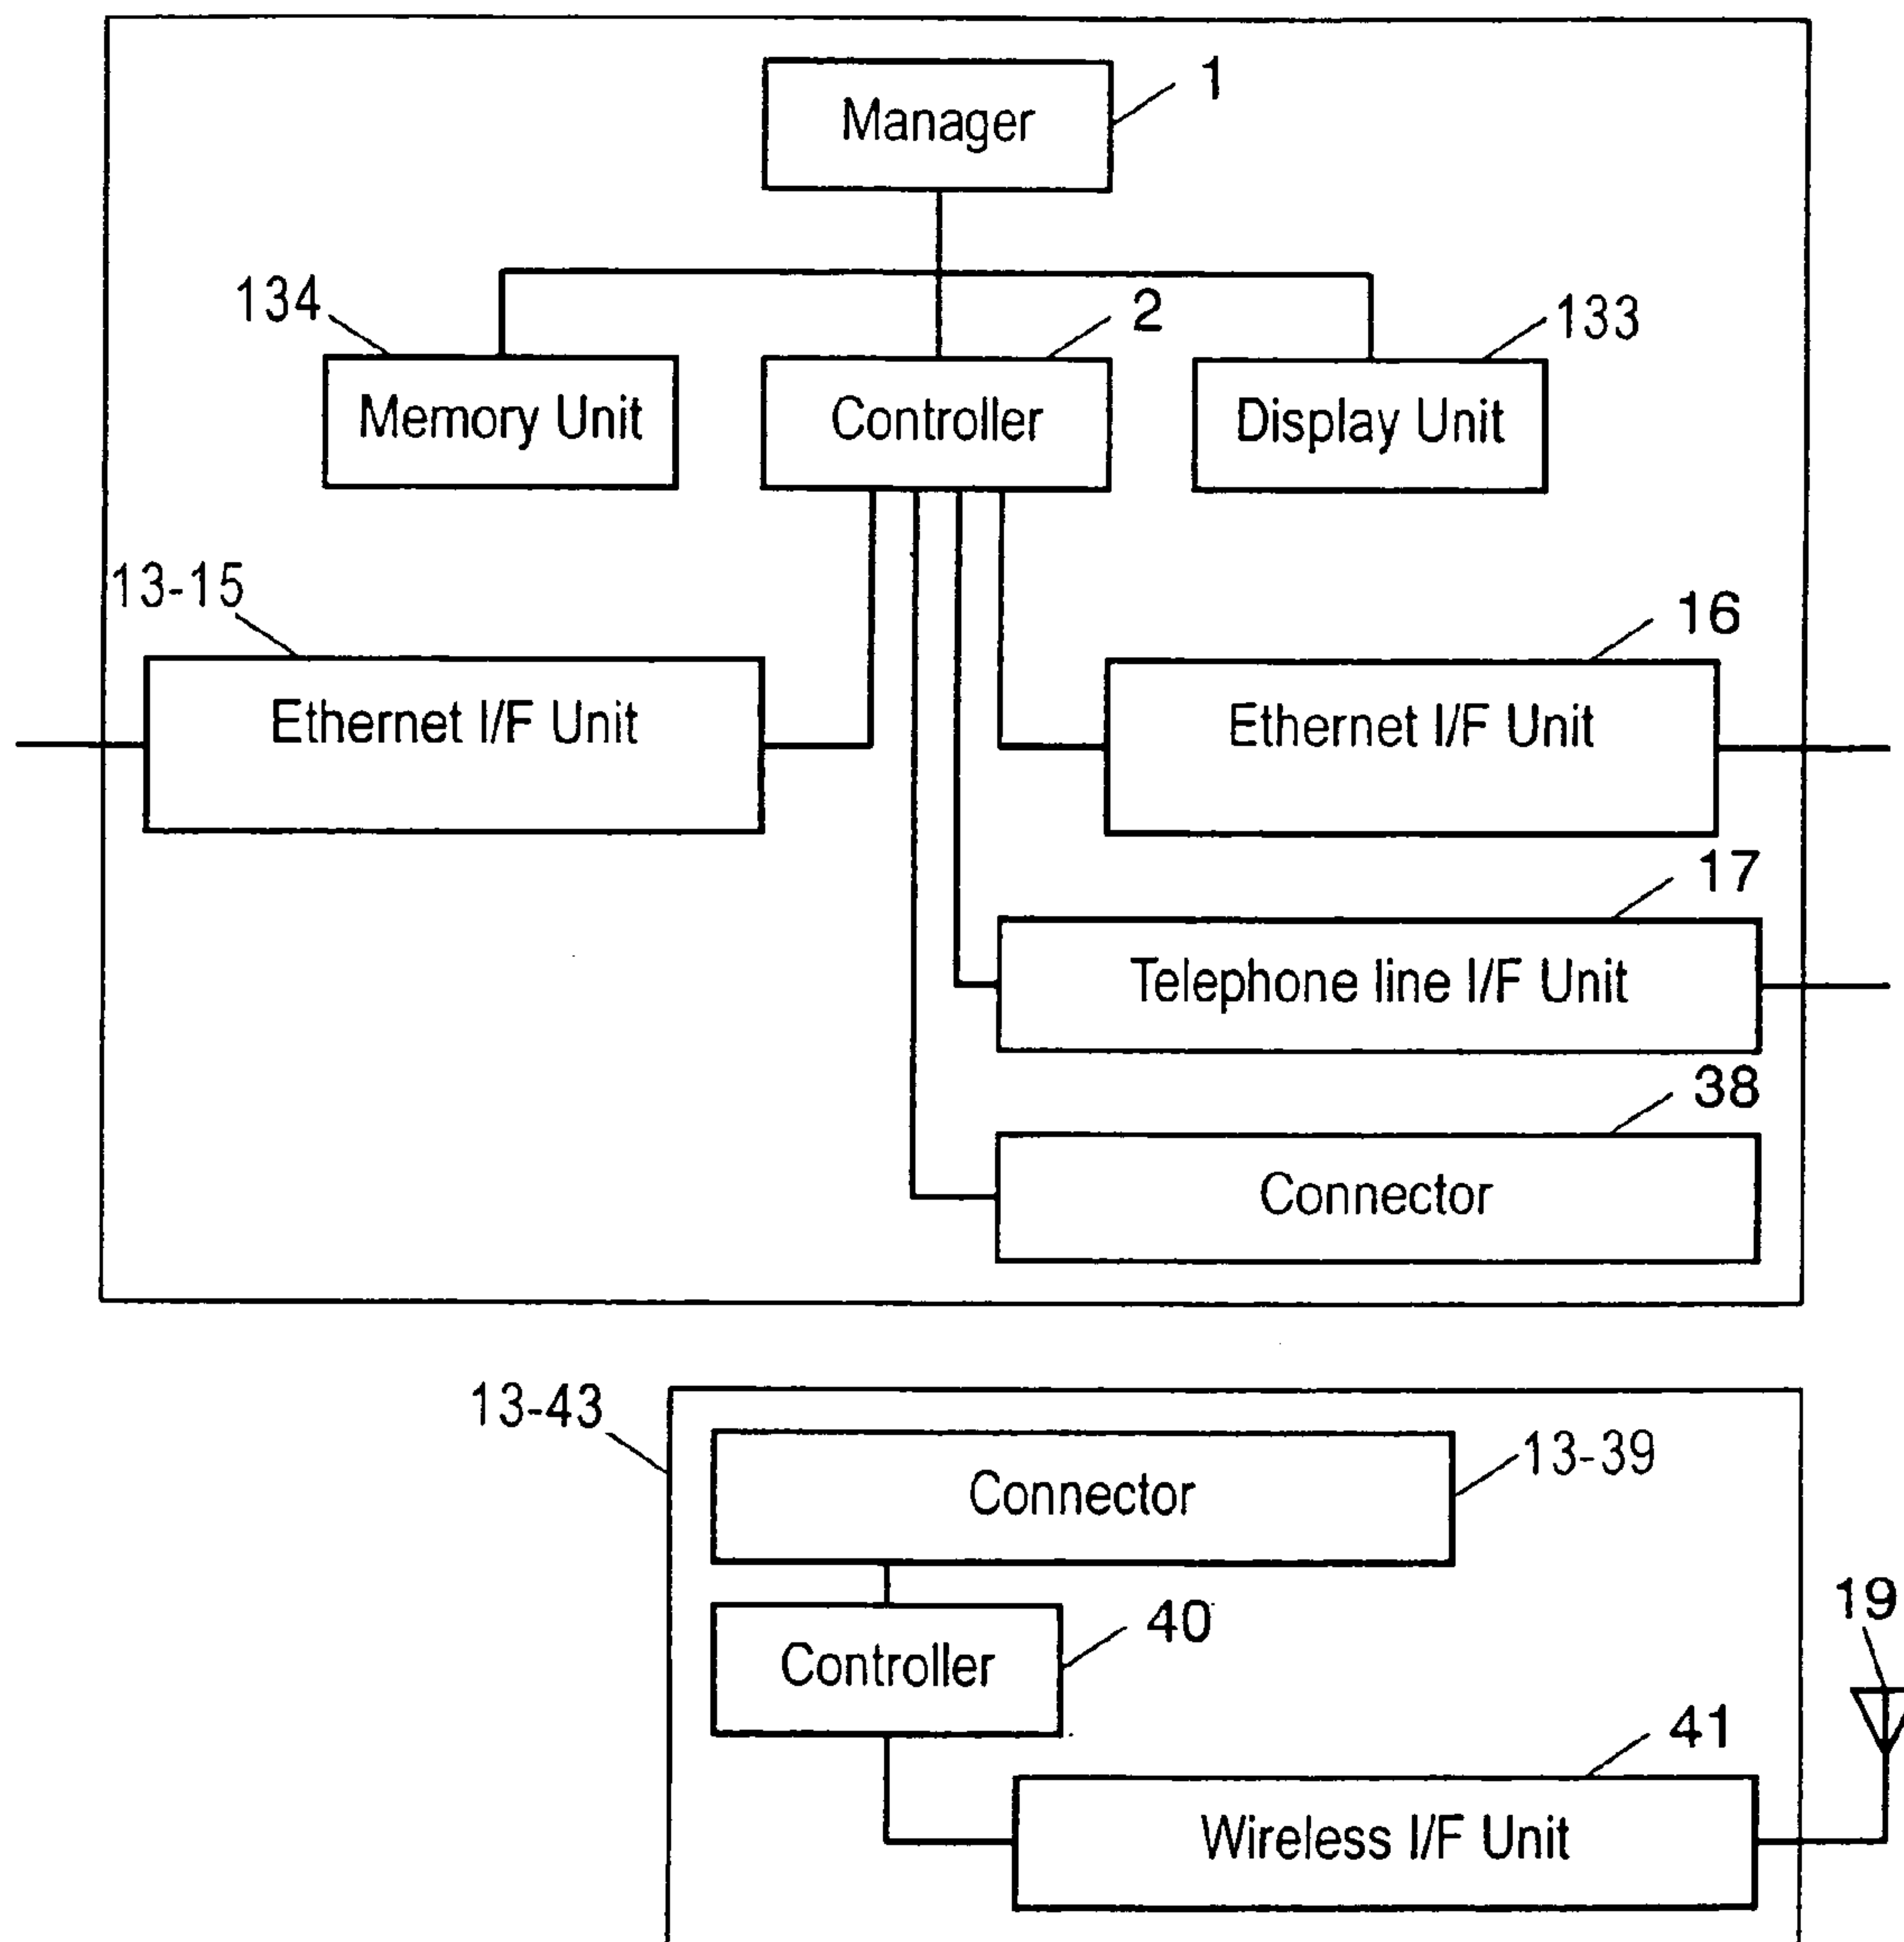 1
Manager
134
2
133
Memory Unit
Controller
Display Unit
13-15
16
Ethernet I/F Unit
Ethernet I/F Unit
17
Telephone line I/F Unit
38
Connector
13-43
13-39
Connector
19
40
Controller
41
Wireless I/F Unit